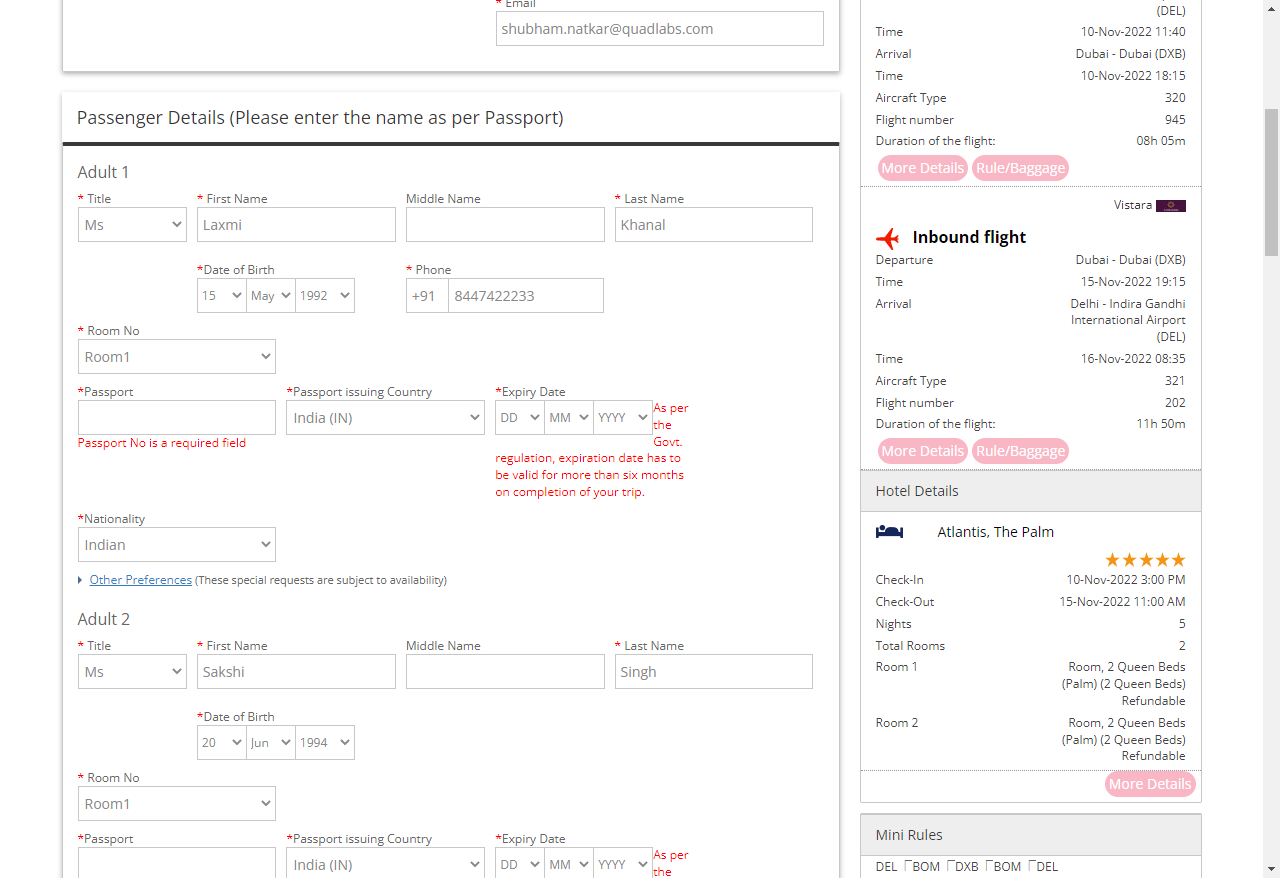 * Email
shubham.natkar@quadlabs.com
Passenger Details (Please enter the name as per Passport)
Adult 1
* Title
* First Name
Middle Name
* Last Name
Ms
Laxmi
Khanal
*Date of Birth
* Phone
15
May
1992
+91
8447422233
* Room No
Room1
*Passport
*Passport issuing Country
*Expiry Date
India (IN)
DD
MM
YYYY
As per
the
Govt.
regulation, expiration date has to
be valid for more than six months
on completion of your trip.
Passport No is a required field
*Nationality
Indian
Other Preferences (These special requests are subject to availability)
Adult 2
* Title
* First Name
Middle Name
* Last Name
Ms
Sakshi
Singh
*Date of Birth
20
Jun
1994
* Room No
Room1
*Passport
*Passport issuing Country
*Expiry Date
India (IN)
DD
MM
YYYY
As per
the
(DEL)
Time 10-Nov-2022 11:40
Arrival Dubai - Dubai (DXB)
Time 10-Nov-2022 18:15
Aircraft Type 320
Flight number 945
Duration of the flight: 08h 05m
More Details Rule/Baggage
Vistara
Inbound flight
Departure Dubai - Dubai (DXB)
Time 15-Nov-2022 19:15
Arrival Delhi - Indira Gandhi
International Airport
(DEL)
Time 16-Nov-2022 08:35
Aircraft Type 321
Flight number 202
Duration of the flight: 11h 50m
More Details Rule/Baggage
Hotel Details
Atlantis, The Palm
Check-In 10-Nov-2022 3:00 PM
Check-Out 15-Nov-2022 11:00 AM
Nights 5
Total Rooms 2
Room 1 Room, 2 Queen Beds
(Palm) (2 Queen Beds)
Refundable
Room 2 Room, 2 Queen Beds
(Palm) (2 Queen Beds)
Refundable
More Details
Mini Rules
DEL BOM DXB BOM DEL